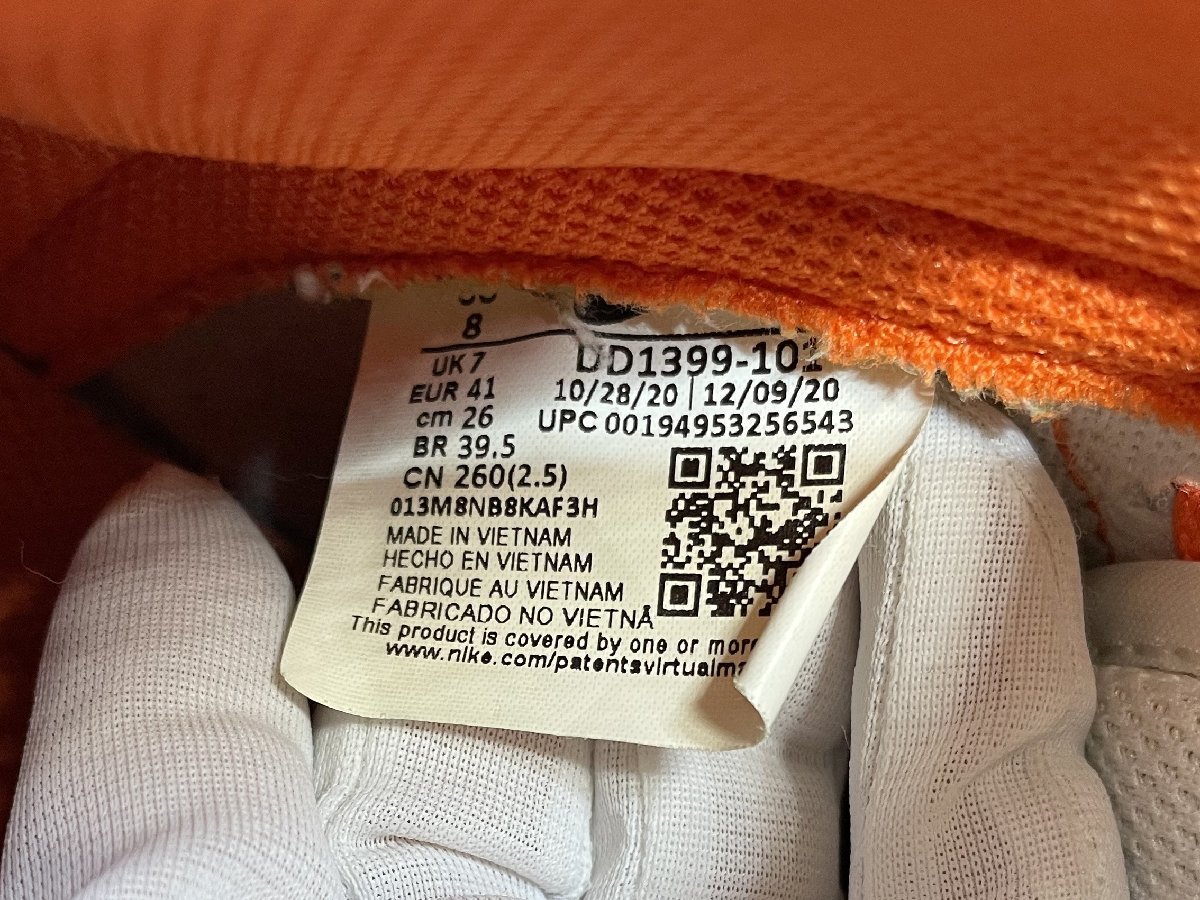 8
UK 7
EUR 41
cm 26
BR 39.5
CN 260(2.5)
013M8NB8KAF3H
MADE IN VIETNAM
HECHO EN VIETNAM
FABRIQUE AU VIETNAM
FABRICADO NO VIETNÃ
This product is covered by one or more
www.nike.com/patentsvirtualma
DD1399-10
10/28/20 | 12/09/20
UPC 00194953256543